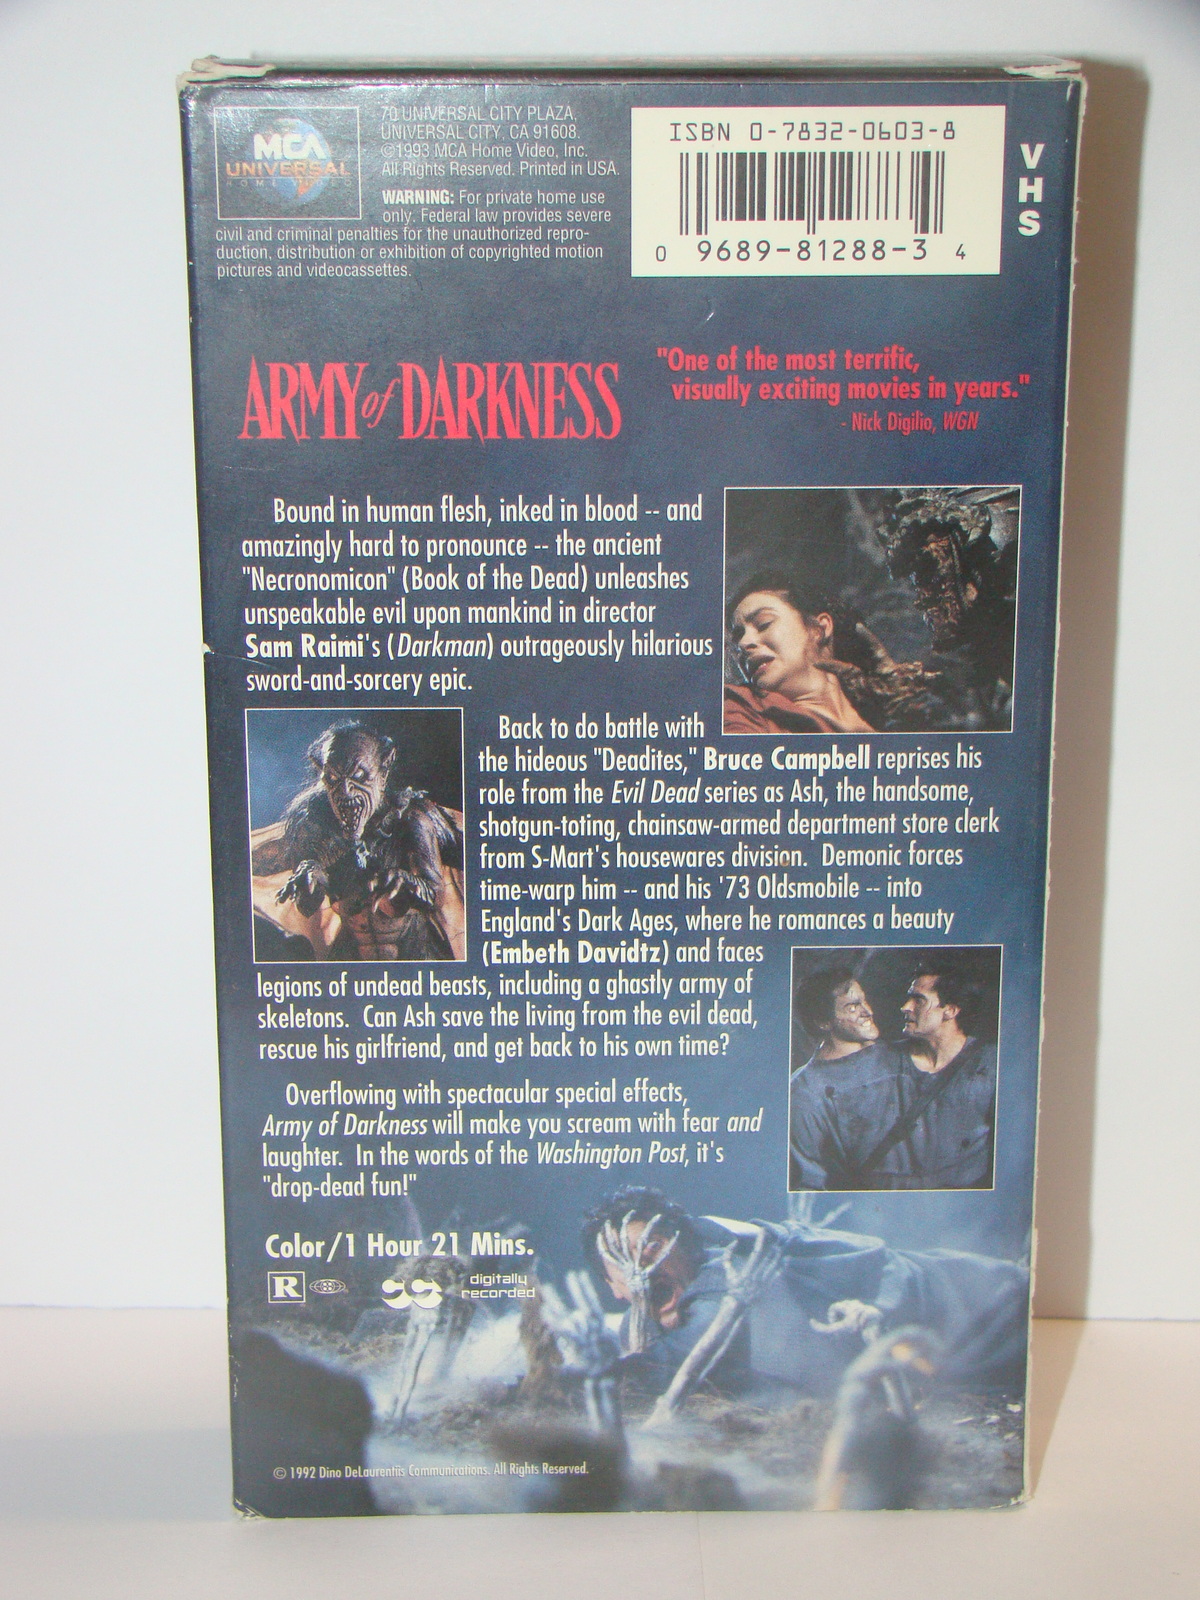 MCA
UNIVERSAL
HOME VIDEO
70 UNIVERSAL CITY PLAZA,
UNIVERSAL CITY, CA 91608.
©1993 MCA Home Video, Inc.
All Rights Reserved. Printed in USA.
WARNING: For private home use
only. Federal law provides severe
civil and criminal penalties for the unauthorized repro-
duction, distribution or exhibition of copyrighted motion
pictures and videocassettes.
ISBN 0-7832-0603-8
0 9689-81288-3 4
VHS
ARMY of DARKNESS
"One of the most terrific,
visually exciting movies in years."
- Nick Digilio, WGN
Bound in human flesh, inked in blood -- and
amazingly hard to pronounce -- the ancient
"Necronomicon" (Book of the Dead) unleashes
unspeakable evil upon mankind in director
Sam Raimi's (Darkman) outrageously hilarious
sword-and-sorcery epic.
Back to do battle with
the hideous "Deadites," Bruce Campbell reprises his
role from the Evil Dead series as Ash, the handsome,
shotgun-toting, chainsaw-armed department store clerk
from S-Mart's housewares division. Demonic forces
time-warp him -- and his '73 Oldsmobile -- into
England's Dark Ages, where he romances a beauty
(Embeth Davidtz) and faces
legions of undead beasts, including a ghastly army of
skeletons. Can Ash save the living from the evil dead,
rescue his girlfriend, and get back to his own time?
Overflowing with spectacular special effects,
Army of Darkness will make you scream with fear and
laughter. In the words of the Washington Post, it's
"drop-dead fun!"
Color/1 Hour 21 Mins.
R
digitally
recorded
© 1992 Dino DeLaurentiis Communications. All Rights Reserved.